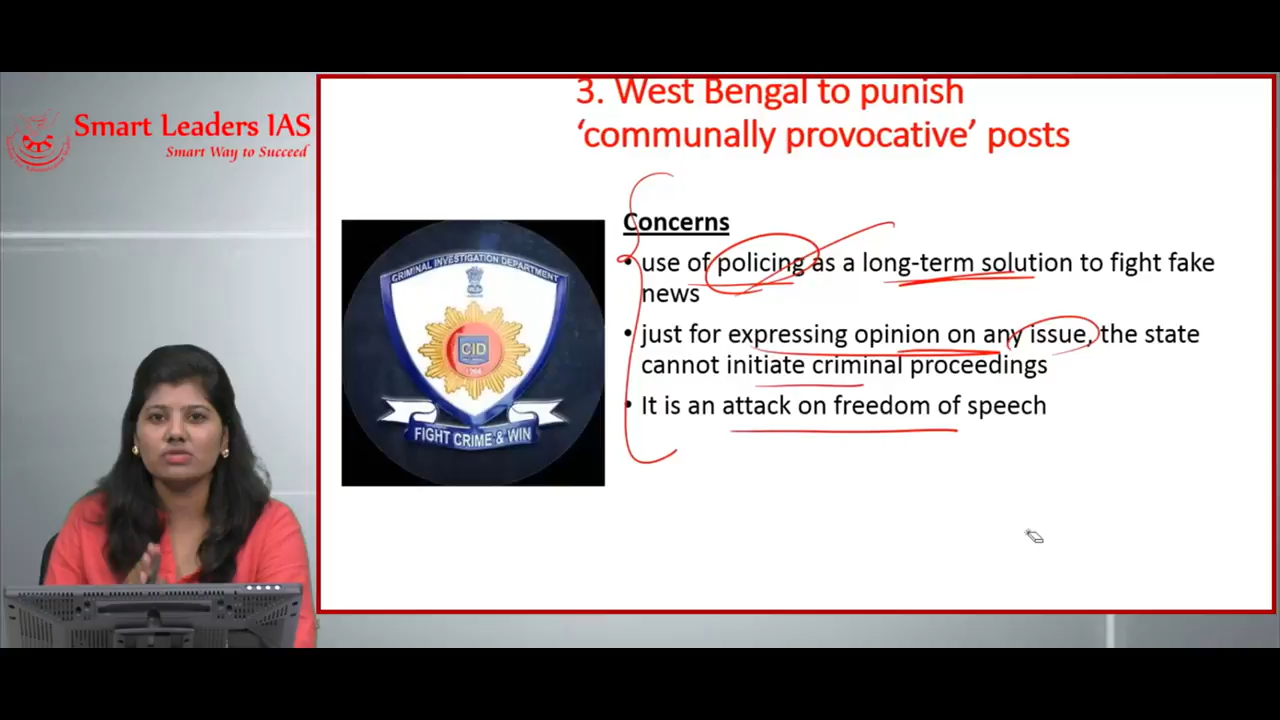 Smart Leaders IAS
Smart Way to Succeed
3. West Bengal to punish
‘communally provocative’ posts
Concerns
• use of policing as a long-term solution to fight fake
news
• just for expressing opinion on any issue, the state
cannot initiate criminal proceedings
• It is an attack on freedom of speech
CRIMINAL INVESTIGATION DEPARTMENT
CID
FIGHT CRIME & WIN